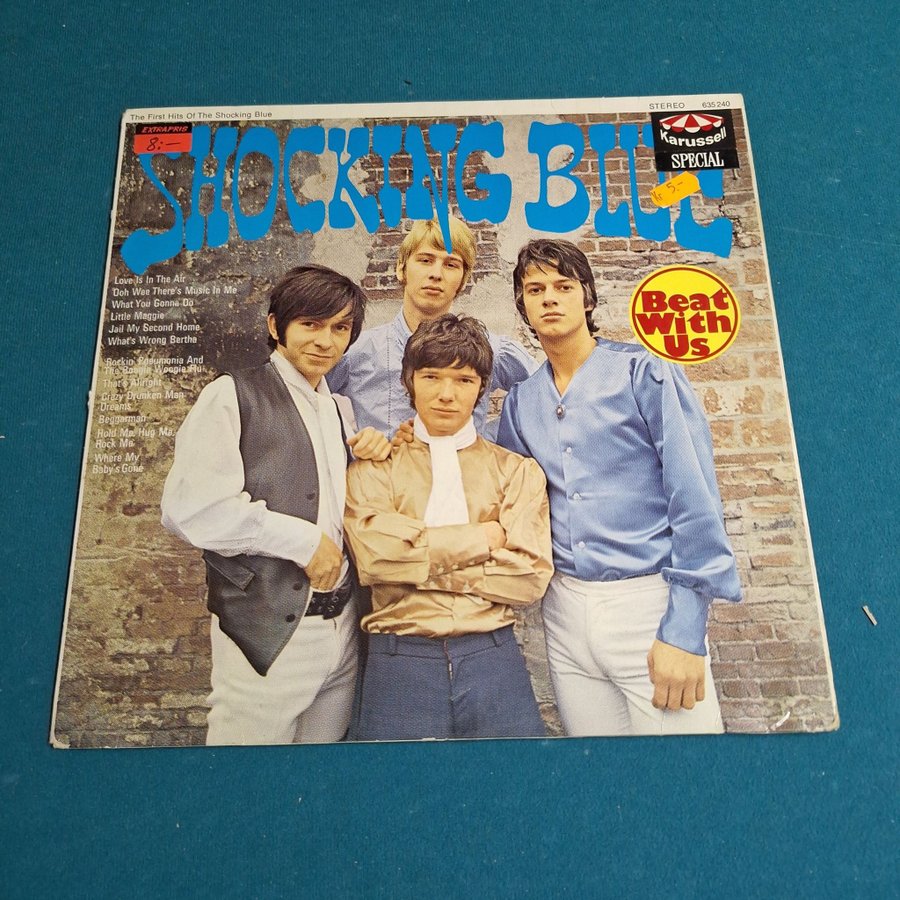 The First Hits Of The Shocking Blue
STEREO 635 240
EXTRAPRIS
8:-
SHOCKING BLUE
Karussell
SPECIAL
5.-
Love Is In The Air
Ooh Wee There's Music In Me
What You Gonna Do
Little Maggie
Jail My Second Home
What's Wrong Bertha
Rockin' Pneumonia And
The Boogie Woogie Flu
That's Allright
Crazy Drunken Man
Dreams
Beggarman
Hold Me, Hug Me,
Rock Me
Where My
Baby's Gone
Beat
With
Us